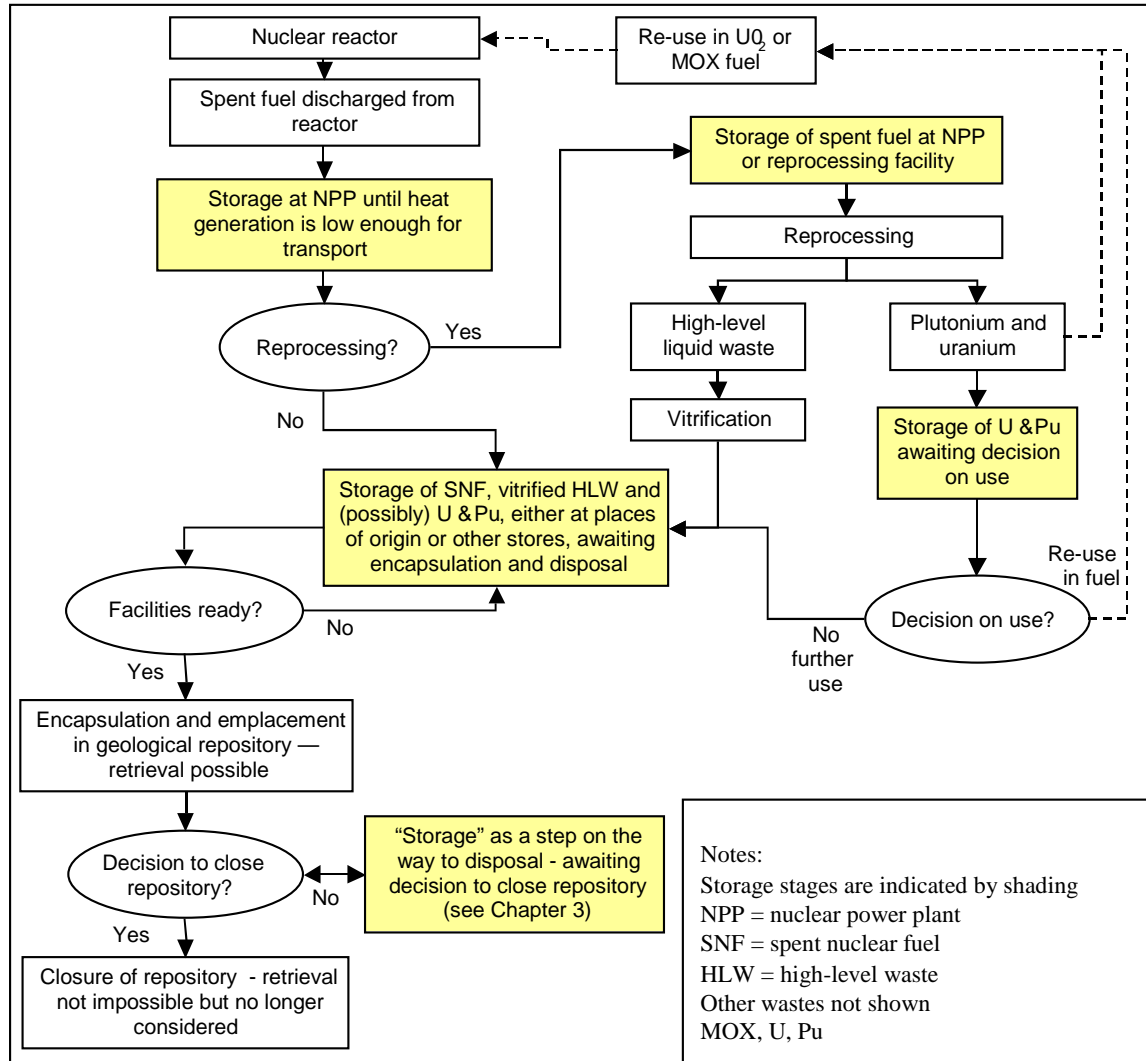 Nuclear reactor
Re-use in U0₂ or
MOX fuel
Spent fuel discharged from
reactor
Storage of spent fuel at NPP
or reprocessing facility
Storage at NPP until heat
generation is low enough for
transport
Reprocessing
Reprocessing?
Yes
No
High-level
liquid waste
Plutonium and
uranium
Vitrification
Storage of U &Pu
awaiting decision
on use
Storage of SNF, vitrified HLW and
(possibly) U &Pu, either at places
of origin or other stores, awaiting
encapsulation and disposal
Re-use
in fuel
Decision on use?
No
further
use
Facilities ready?
No
Yes
Encapsulation and emplacement
in geological repository —
retrieval possible
Decision to close
repository?
No
“Storage” as a step on the
way to disposal - awaiting
decision to close repository
(see Chapter 3)
Yes
Closure of repository - retrieval
not impossible but no longer
considered
Notes:
Storage stages are indicated by shading
NPP = nuclear power plant
SNF = spent nuclear fuel
HLW = high-level waste
Other wastes not shown
MOX, U, Pu